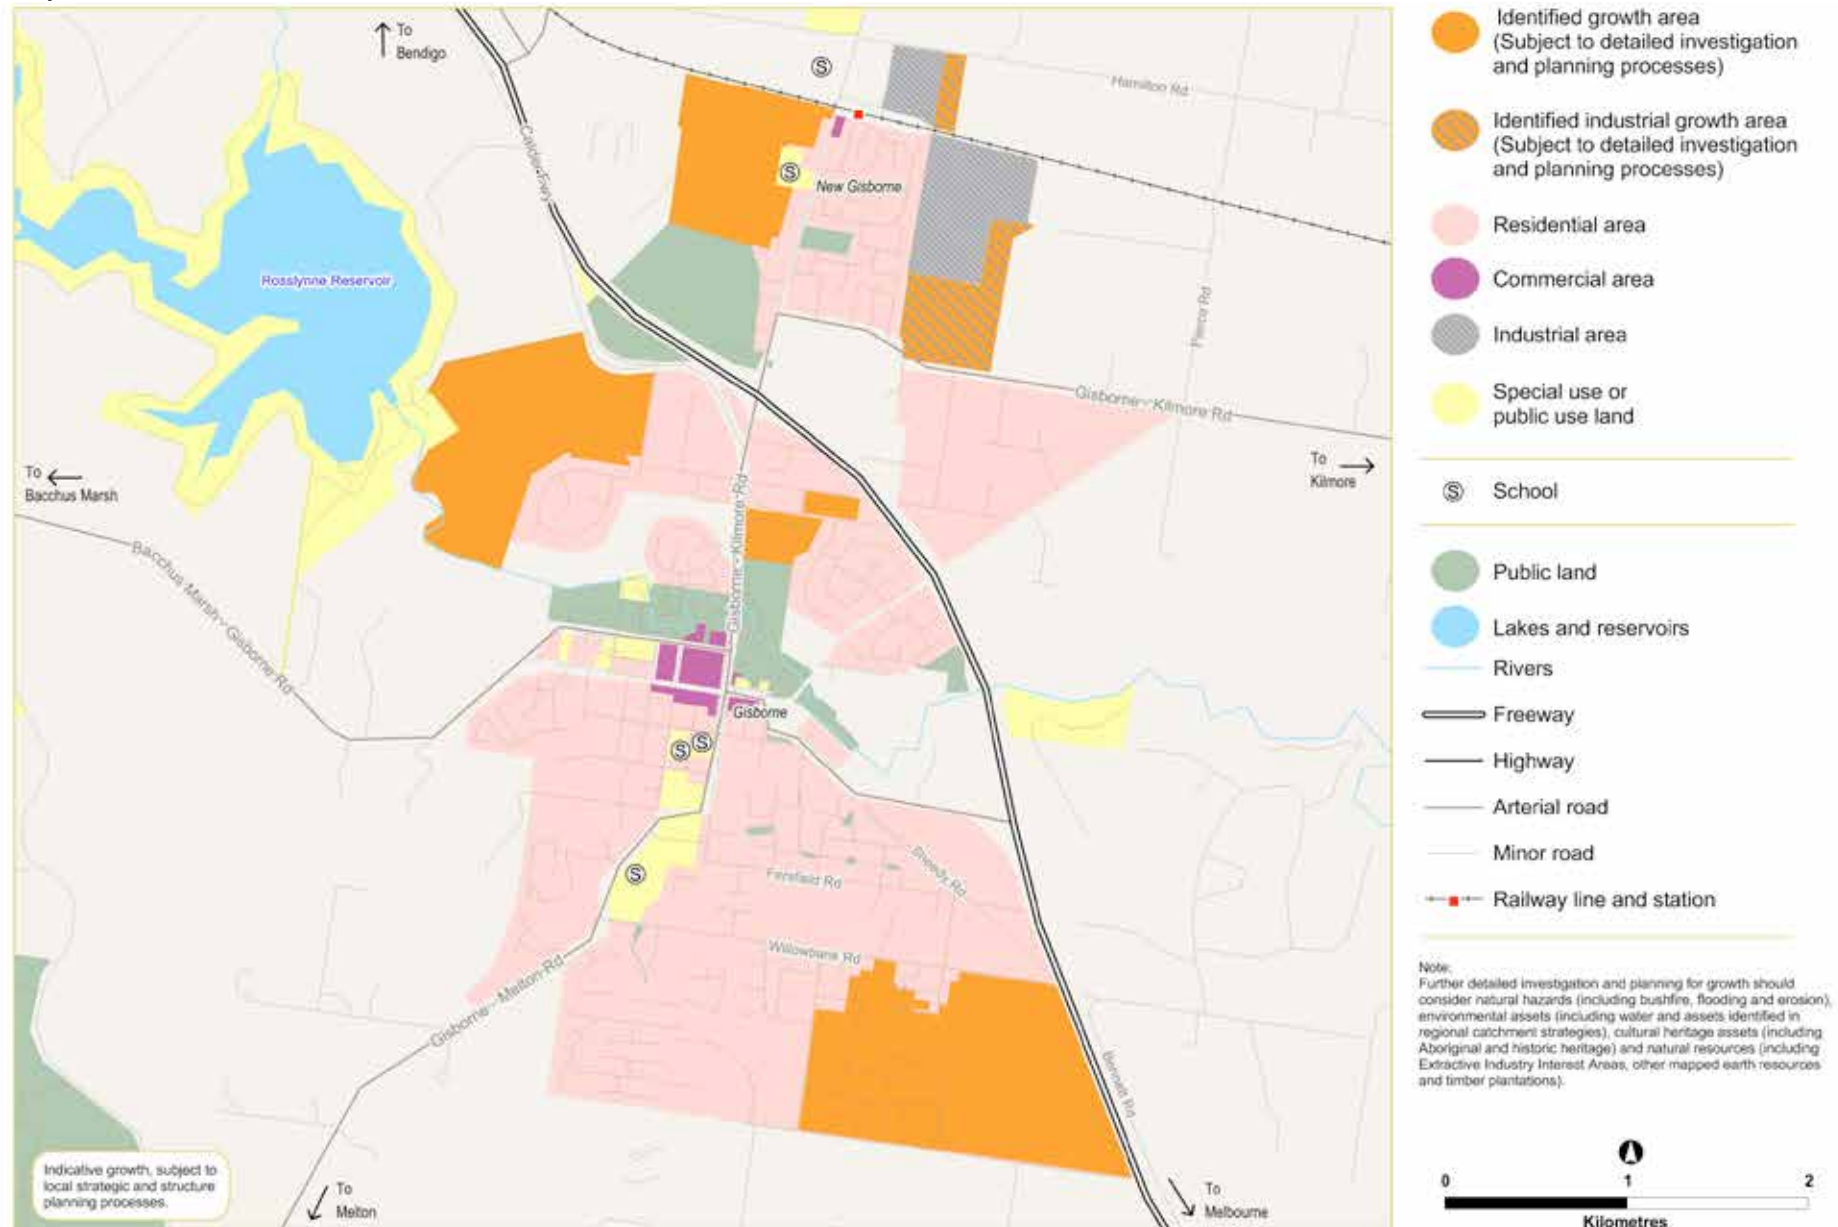 To
Bendigo
Hamilton Rd
Calder Fwy
S
S
New Gisborne
Rosslynne Reservoir
Pierce Rd
Gisborne - Kilmore Rd
To
Bacchus Marsh
To
Kilmore
Gisborne - Kilmore Rd
Bacchus Marsh - Gisborne Rd
Gisborne
S
S
S
Fersfield Rd
Sheedy Rd
Willowbank Rd
Gisborne - Melton Rd
Bennett Rd
Indicative growth, subject to
local strategic and structure
planning processes.
To
Melton
To
Melbourne
Identified growth area
(Subject to detailed investigation
and planning processes)
Identified industrial growth area
(Subject to detailed investigation
and planning processes)
Residential area
Commercial area
Industrial area
Special use or
public use land
S School
Public land
Lakes and reservoirs
Rivers
Freeway
Highway
Arterial road
Minor road
Railway line and station
Note:
Further detailed investigation and planning for growth should
consider natural hazards (including bushfire, flooding and erosion),
environmental assets (including water and assets identified in
regional catchment strategies), cultural heritage assets (including
Aboriginal and historic heritage) and natural resources (including
Extractive Industry Interest Areas, other mapped earth resources
and timber plantations).
0 1 2
Kilometres